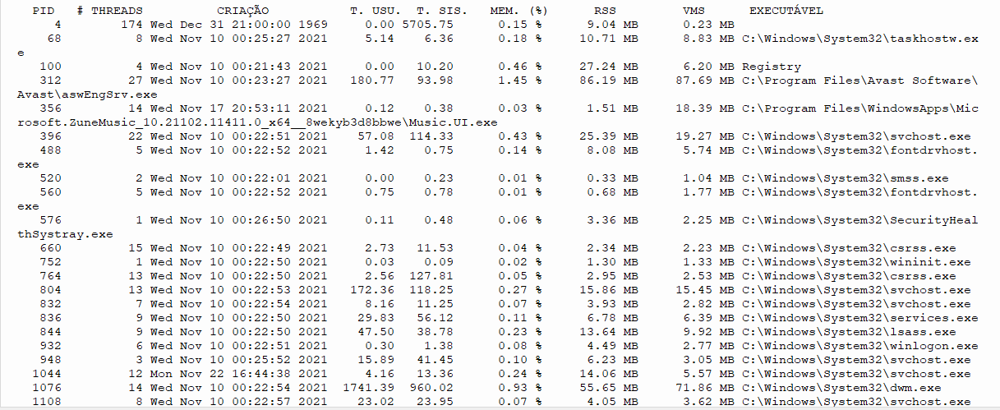 PID # THREADS CRIAÇÃO T. USU. T. SIS. MEM. (%) RSS VMS EXECUTÁVEL
4 174 Wed Dec 31 21:00:00 1969 0.00 5705.75 0.15 % 9.04 MB 0.23 MB
68 8 Wed Nov 10 00:25:27 2021 5.14 6.36 0.18 % 10.71 MB 8.83 MB C:\Windows\System32\taskhostw.ex
e
100 4 Wed Nov 10 00:21:43 2021 0.00 10.20 0.46 % 27.24 MB 6.20 MB Registry
312 27 Wed Nov 10 00:23:27 2021 180.77 93.98 1.45 % 86.19 MB 87.69 MB C:\Program Files\Avast Software\
Avast\aswEngSrv.exe
356 14 Wed Nov 17 20:53:11 2021 0.12 0.38 0.03 % 1.51 MB 18.39 MB C:\Program Files\WindowsApps\Mic
rosoft.ZuneMusic_10.21102.11411.0_x64__8wekyb3d8bbwe\Music.UI.exe
396 22 Wed Nov 10 00:22:51 2021 57.08 114.33 0.43 % 25.39 MB 19.27 MB C:\Windows\System32\svchost.exe
488 5 Wed Nov 10 00:22:52 2021 1.42 0.75 0.14 % 8.08 MB 5.74 MB C:\Windows\System32\fontdrvhost.
exe
520 2 Wed Nov 10 00:22:01 2021 0.00 0.23 0.01 % 0.33 MB 1.04 MB C:\Windows\System32\smss.exe
560 5 Wed Nov 10 00:22:52 2021 0.75 0.78 0.01 % 0.68 MB 1.77 MB C:\Windows\System32\fontdrvhost.
exe
576 1 Wed Nov 10 00:26:50 2021 0.11 0.48 0.06 % 3.36 MB 2.25 MB C:\Windows\System32\SecurityHeal
thSystray.exe
660 15 Wed Nov 10 00:22:49 2021 2.73 11.53 0.04 % 2.34 MB 2.23 MB C:\Windows\System32\csrss.exe
752 1 Wed Nov 10 00:22:50 2021 0.03 0.09 0.02 % 1.30 MB 1.33 MB C:\Windows\System32\wininit.exe
764 13 Wed Nov 10 00:22:50 2021 2.56 127.81 0.05 % 2.95 MB 2.53 MB C:\Windows\System32\csrss.exe
804 13 Wed Nov 10 00:22:53 2021 172.36 118.25 0.27 % 15.86 MB 15.45 MB C:\Windows\System32\svchost.exe
832 7 Wed Nov 10 00:22:54 2021 8.16 11.25 0.07 % 3.93 MB 2.82 MB C:\Windows\System32\svchost.exe
836 9 Wed Nov 10 00:22:50 2021 29.83 56.12 0.11 % 6.78 MB 6.39 MB C:\Windows\System32\services.exe
844 9 Wed Nov 10 00:22:50 2021 47.50 38.78 0.23 % 13.64 MB 9.92 MB C:\Windows\System32\lsass.exe
932 6 Wed Nov 10 00:22:51 2021 0.30 1.38 0.08 % 4.49 MB 2.77 MB C:\Windows\System32\winlogon.exe
948 3 Wed Nov 10 00:25:52 2021 15.89 41.45 0.10 % 6.23 MB 3.05 MB C:\Windows\System32\svchost.exe
1044 12 Mon Nov 22 16:44:38 2021 4.16 13.36 0.24 % 14.06 MB 5.57 MB C:\Windows\System32\svchost.exe
1076 14 Wed Nov 10 00:22:54 2021 1741.39 960.02 0.93 % 55.65 MB 71.86 MB C:\Windows\System32\dwm.exe
1108 8 Wed Nov 10 00:22:57 2021 23.02 23.95 0.07 % 4.05 MB 3.62 MB C:\Windows\System32\svchost.exe